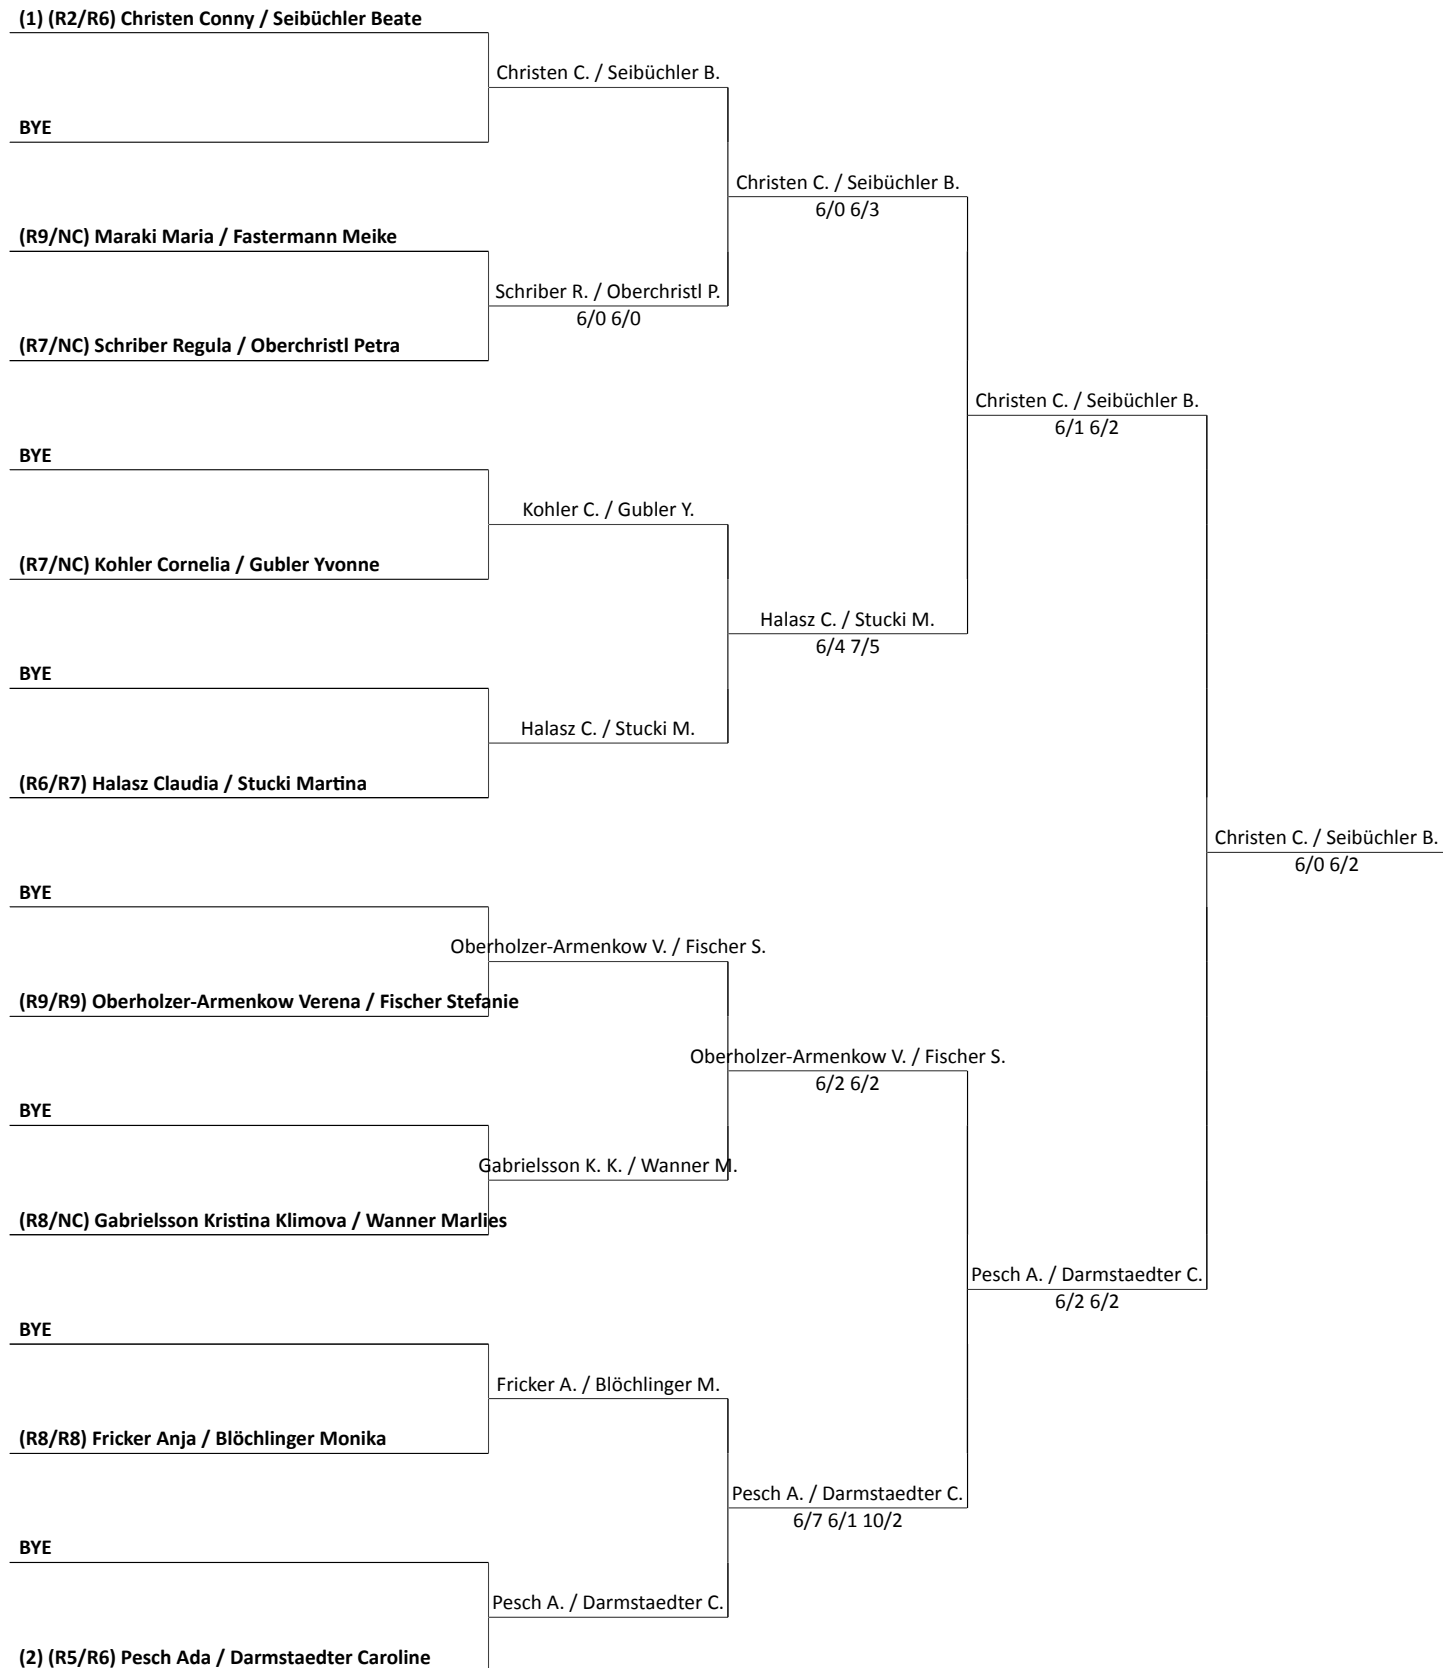 (1) (R2/R6) Christen Conny / Seibüchler Beate
Christen C. / Seibüchler B.
BYE
Christen C. / Seibüchler B.
6/0 6/3
(R9/NC) Maraki Maria / Fastermann Meike
Schriber R. / Oberchristl P.
6/0 6/0
(R7/NC) Schriber Regula / Oberchristl Petra
Christen C. / Seibüchler B.
6/1 6/2
BYE
Kohler C. / Gubler Y.
(R7/NC) Kohler Cornelia / Gubler Yvonne
Halasz C. / Stucki M.
6/4 7/5
BYE
Halasz C. / Stucki M.
(R6/R7) Halasz Claudia / Stucki Martina
Christen C. / Seibüchler B.
6/0 6/2
BYE
Oberholzer-Armenkow V. / Fischer S.
(R9/R9) Oberholzer-Armenkow Verena / Fischer Stefanie
Oberholzer-Armenkow V. / Fischer S.
6/2 6/2
BYE
Gabrielsson K. K. / Wanner M.
(R8/NC) Gabrielsson Kristina Klimova / Wanner Marlies
Pesch A. / Darmstaedter C.
6/2 6/2
BYE
Fricker A. / Blöchlinger M.
(R8/R8) Fricker Anja / Blöchlinger Monika
Pesch A. / Darmstaedter C.
6/7 6/1 10/2
BYE
Pesch A. / Darmstaedter C.
(2) (R5/R6) Pesch Ada / Darmstaedter Caroline